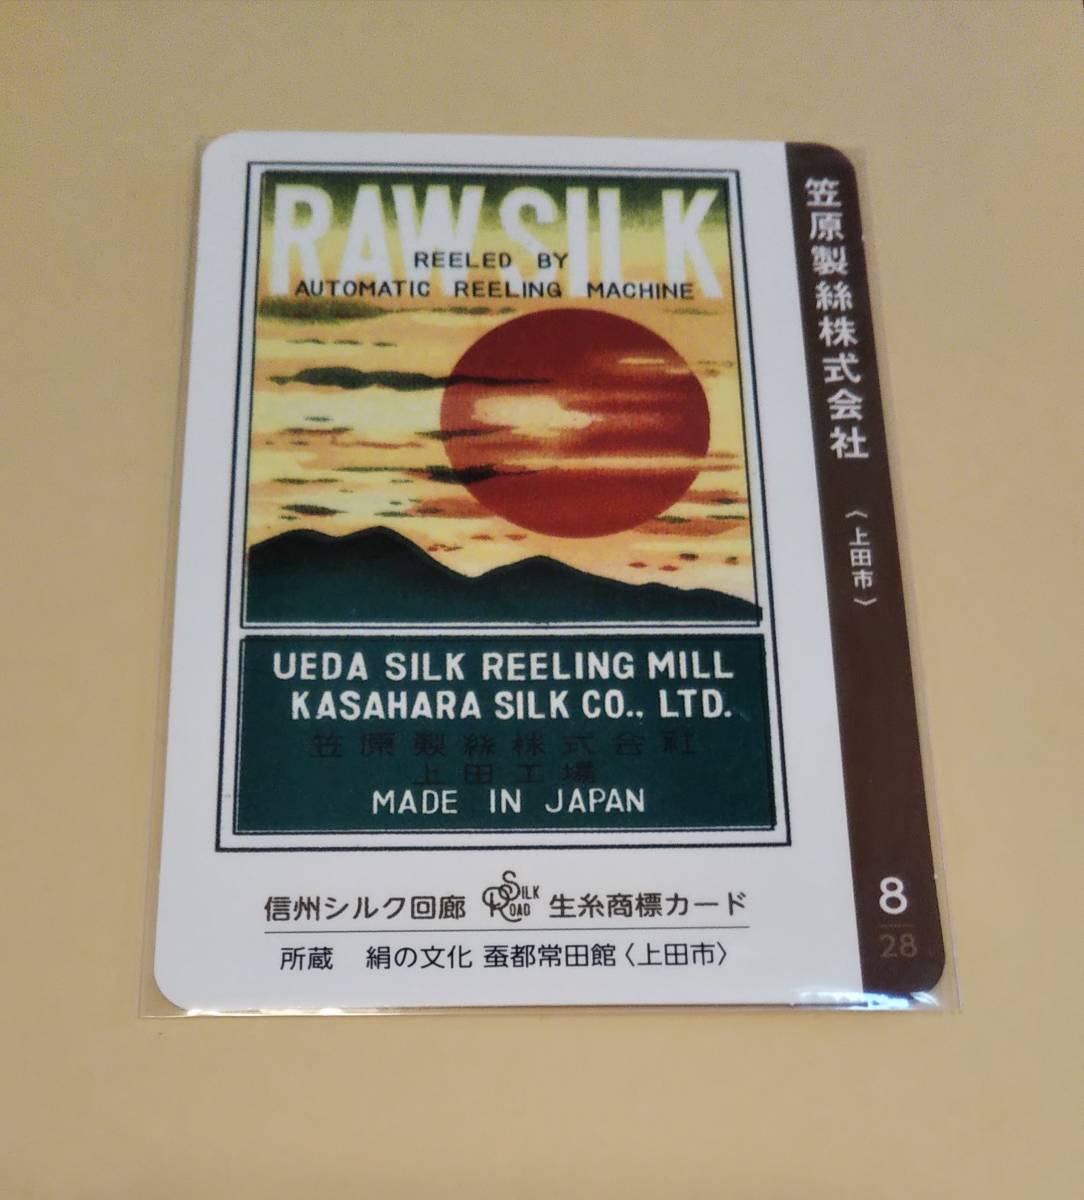 RAW SILK
REELED BY
AUTOMATIC REELING MACHINE
UEDA SILK REELING MILL
KASAHARA SILK CO., LTD.
笠原製絲株式会社
上田工場
MADE IN JAPAN
信州シルク回廊 SILK ROAD 生糸商標カード
所蔵 絹の文化 蚕都常田館〈上田市〉
笠原製絲株式会社〈上田市〉
8
28